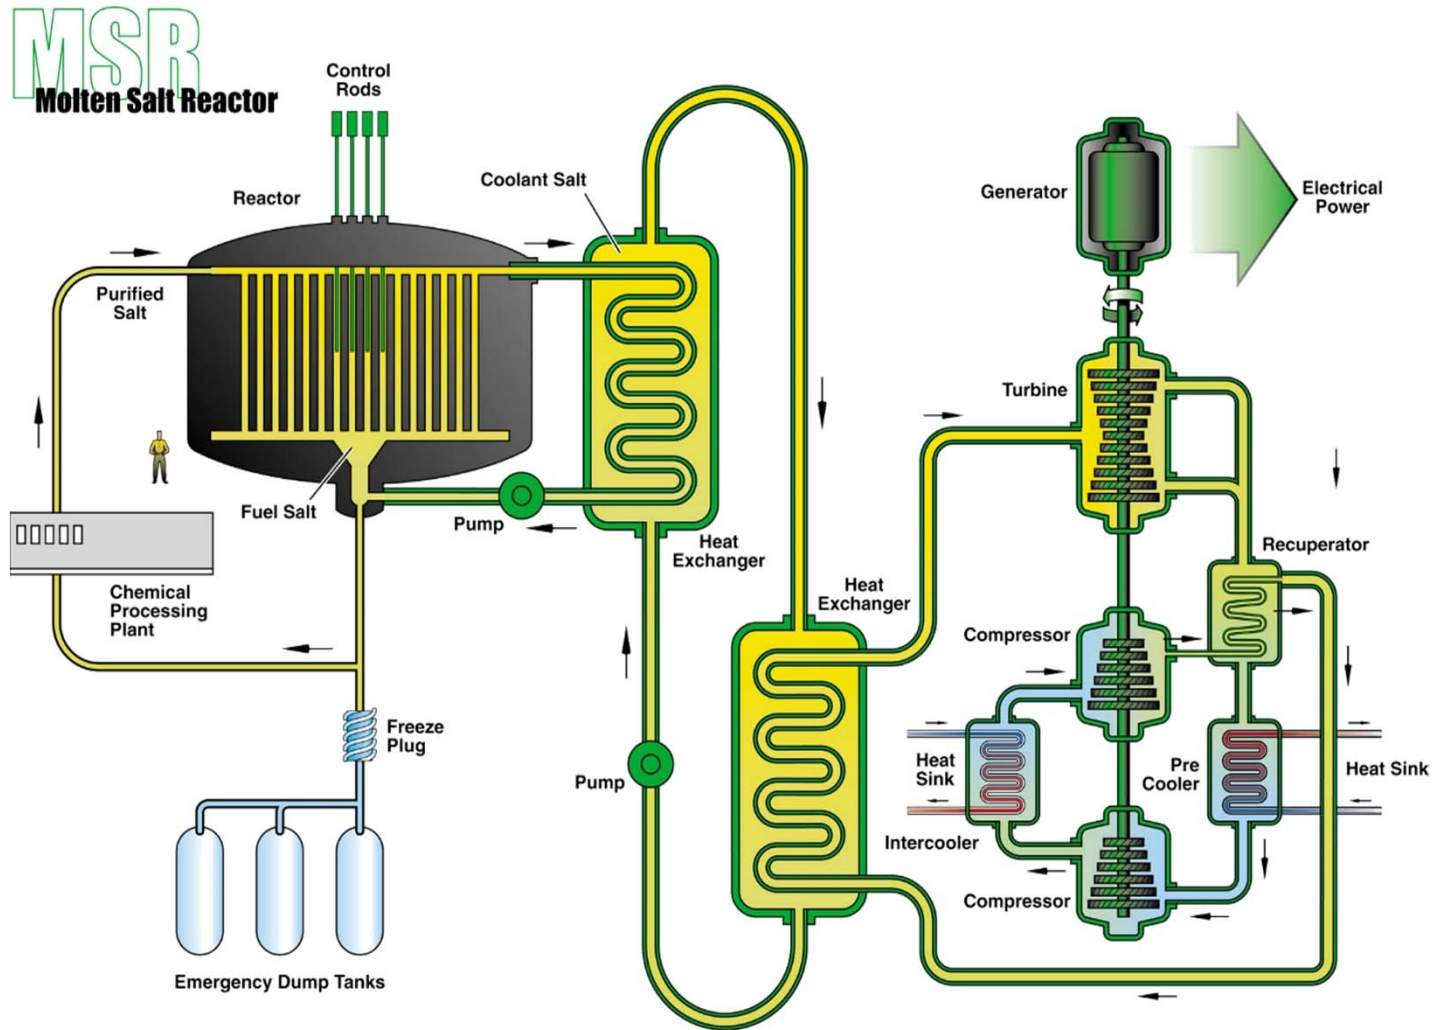 MSR
Molten Salt Reactor
Control
Rods
Reactor
Coolant Salt
Purified
Salt
Fuel Salt
Pump
Heat
Exchanger
Chemical
Processing
Plant
Freeze
Plug
Emergency Dump Tanks
Pump
Heat
Exchanger
Generator
Electrical
Power
Turbine
Recuperator
Compressor
Heat
Sink
Pre
Cooler
Heat Sink
Intercooler
Compressor